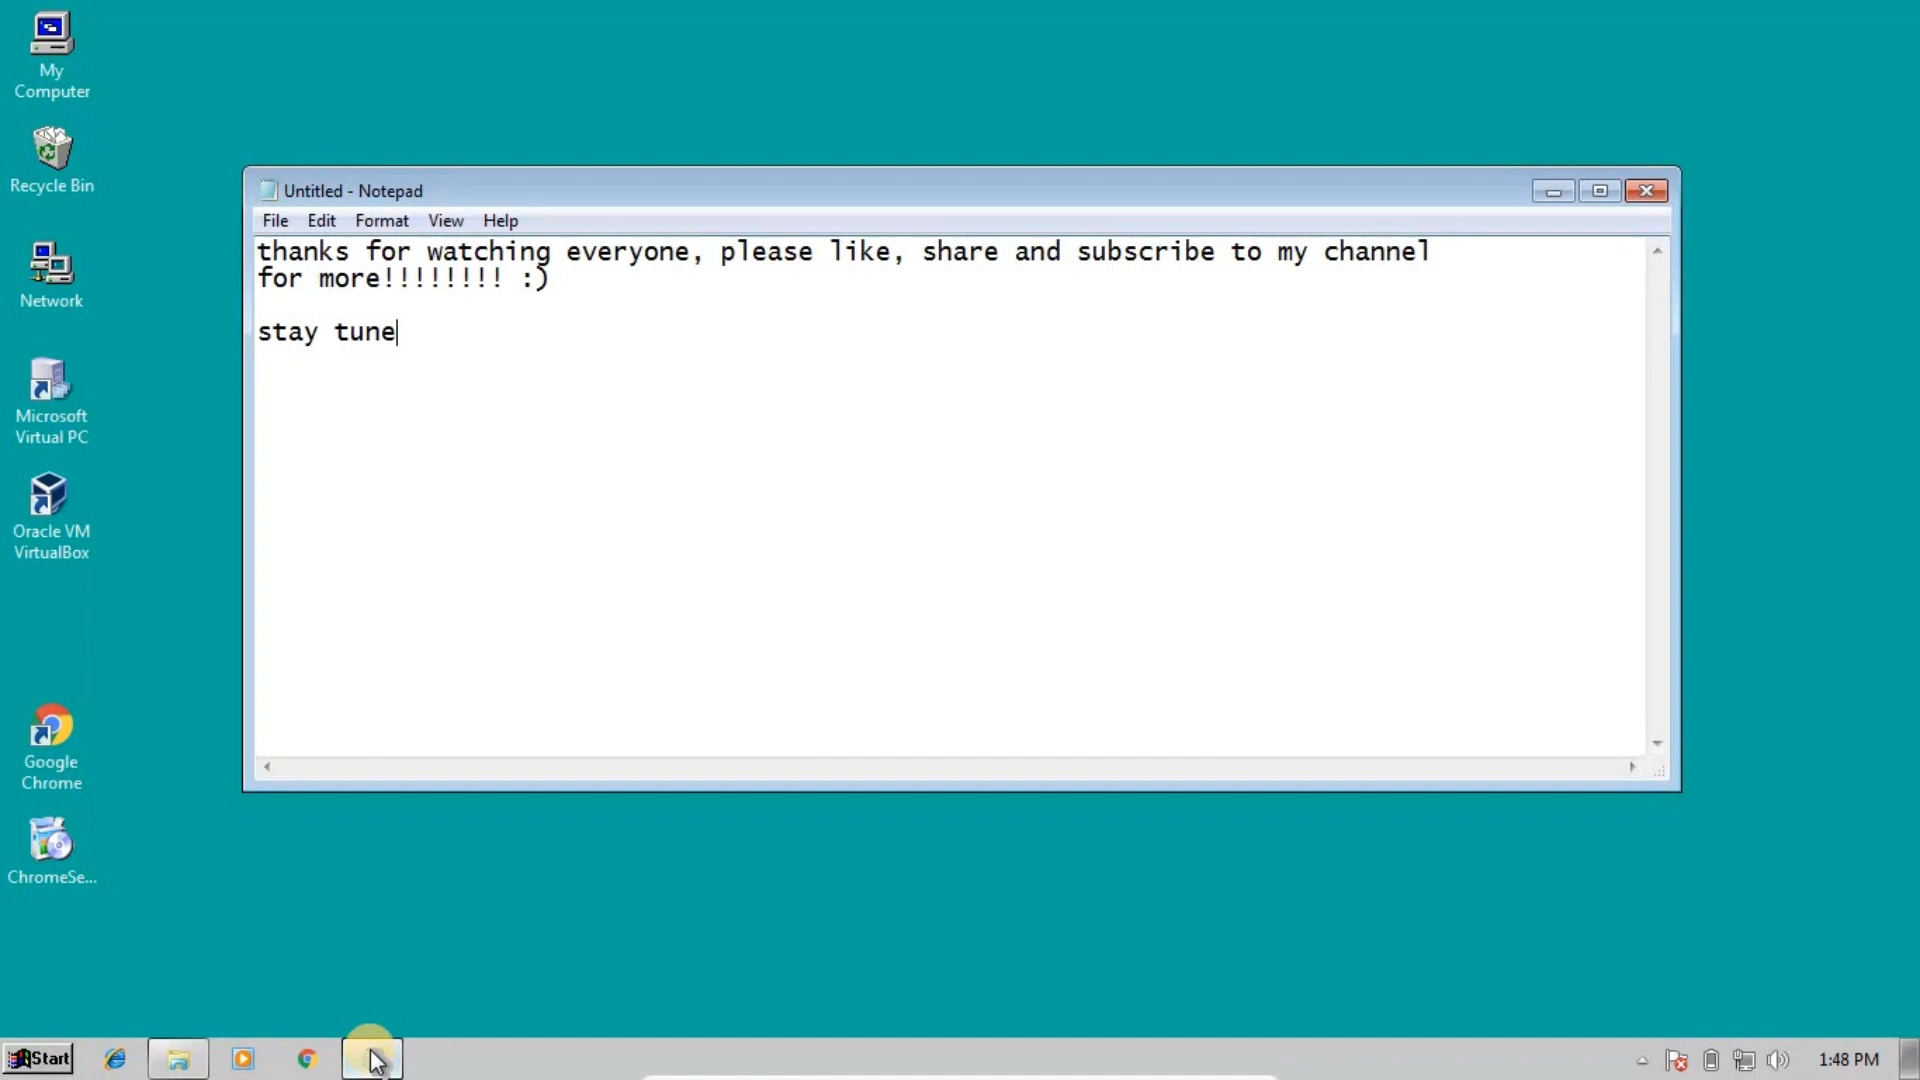 My
Computer
Recycle Bin
Network
Microsoft
Virtual PC
Oracle VM
VirtualBox
Google
Chrome
ChromeSe...
Untitled - Notepad
File Edit Format View Help
thanks for watching everyone, please like, share and subscribe to my channel
for more!!!!!!!! :)
stay tune
Start
1:48 PM